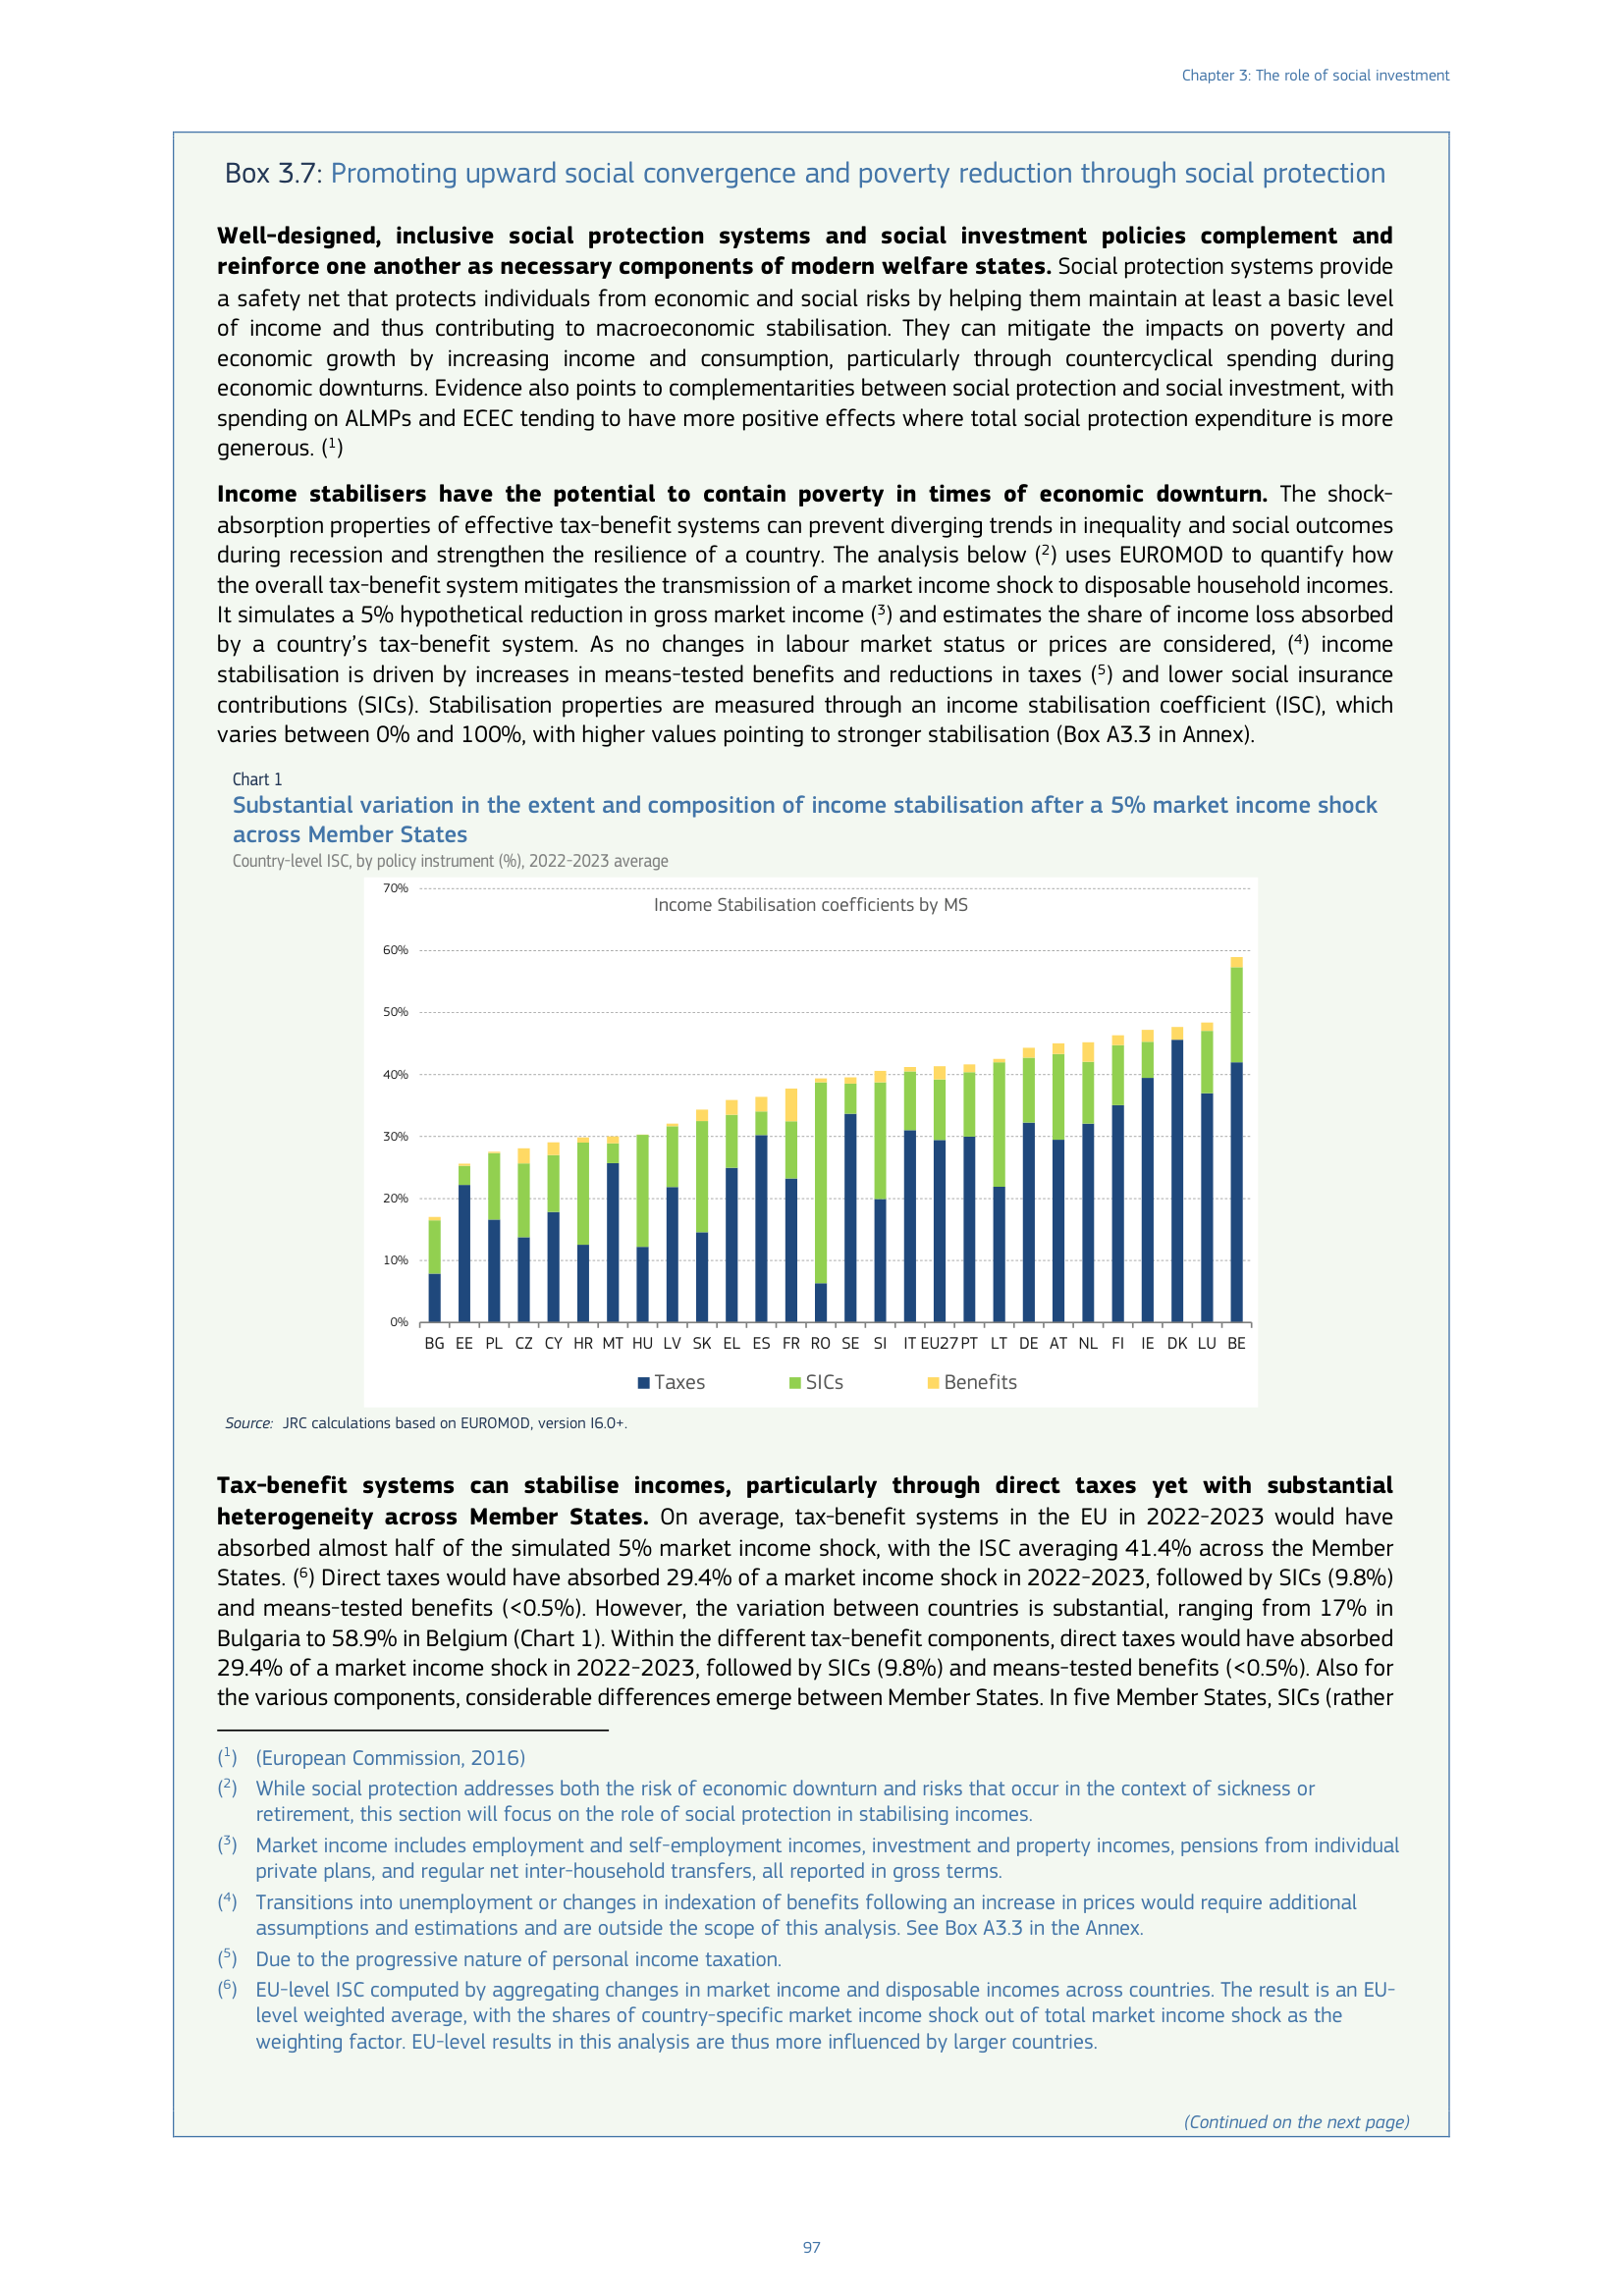 Chapter 3: The role of social investment
Box 3.7: Promoting upward social convergence and poverty reduction through social protection
Well-designed, inclusive social protection systems and social investment policies complement and
reinforce one another as necessary components of modern welfare states. Social protection systems provide
a safety net that protects individuals from economic and social risks by helping them maintain at least a basic level
of income and thus contributing to macroeconomic stabilisation. They can mitigate the impacts on poverty and
economic growth by increasing income and consumption, particularly through countercyclical spending during
economic downturns. Evidence also points to complementarities between social protection and social investment, with
spending on ALMPs and ECEC tending to have more positive effects where total social protection expenditure is more
generous. (1)
Income stabilisers have the potential to contain poverty in times of economic downturn. The shock-
absorption properties of effective tax-benefit systems can prevent diverging trends in inequality and social outcomes
during recession and strengthen the resilience of a country. The analysis below (2) uses EUROMOD to quantify how
the overall tax-benefit system mitigates the transmission of a market income shock to disposable household incomes.
It simulates a 5% hypothetical reduction in gross market income (3) and estimates the share of income loss absorbed
by a country's tax-benefit system. As no changes in labour market status or prices are considered, (4) income
stabilisation is driven by increases in means-tested benefits and reductions in taxes (5) and lower social insurance
contributions (SICs). Stabilisation properties are measured through an income stabilisation coefficient (ISC), which
varies between 0% and 100%, with higher values pointing to stronger stabilisation (Box A3.3 in Annex).
Chart 1
Substantial variation in the extent and composition of income stabilisation after a 5% market income shock
across Member States
Country-level ISC, by policy instrument (%), 2022-2023 average
70%
Income Stabilisation coefficients by MS
60%
50%
40%
30%
20%
10%
0%
BG EE PL CZ CY HR MT HU LV SK EL ES FR RO SE SI IT EU27 PT LT DE AT NL FI IE DK LU BE
Taxes SICs Benefits
Source: JRC calculations based on EUROMOD, version I6.0+.
Tax-benefit systems can stabilise incomes, particularly through direct taxes yet with substantial
heterogeneity across Member States. On average, tax-benefit systems in the EU in 2022-2023 would have
absorbed almost half of the simulated 5% market income shock, with the ISC averaging 41.4% across the Member
States. (6) Direct taxes would have absorbed 29.4% of a market income shock in 2022-2023, followed by SICs (9.8%)
and means-tested benefits (<0.5%). However, the variation between countries is substantial, ranging from 17% in
Bulgaria to 58.9% in Belgium (Chart 1). Within the different tax-benefit components, direct taxes would have absorbed
29.4% of a market income shock in 2022-2023, followed by SICs (9.8%) and means-tested benefits (<0.5%). Also for
the various components, considerable differences emerge between Member States. In five Member States, SICs (rather
(1) (European Commission, 2016)
(2) While social protection addresses both the risk of economic downturn and risks that occur in the context of sickness or
retirement, this section will focus on the role of social protection in stabilising incomes.
(3) Market income includes employment and self-employment incomes, investment and property incomes, pensions from individual
private plans, and regular net inter-household transfers, all reported in gross terms.
(4) Transitions into unemployment or changes in indexation of benefits following an increase in prices would require additional
assumptions and estimations and are outside the scope of this analysis. See Box A3.3 in the Annex.
(5) Due to the progressive nature of personal income taxation.
(6) EU-level ISC computed by aggregating changes in market income and disposable incomes across countries. The result is an EU-
level weighted average, with the shares of country-specific market income shock out of total market income shock as the
weighting factor. EU-level results in this analysis are thus more influenced by larger countries.
(Continued on the next page)
97